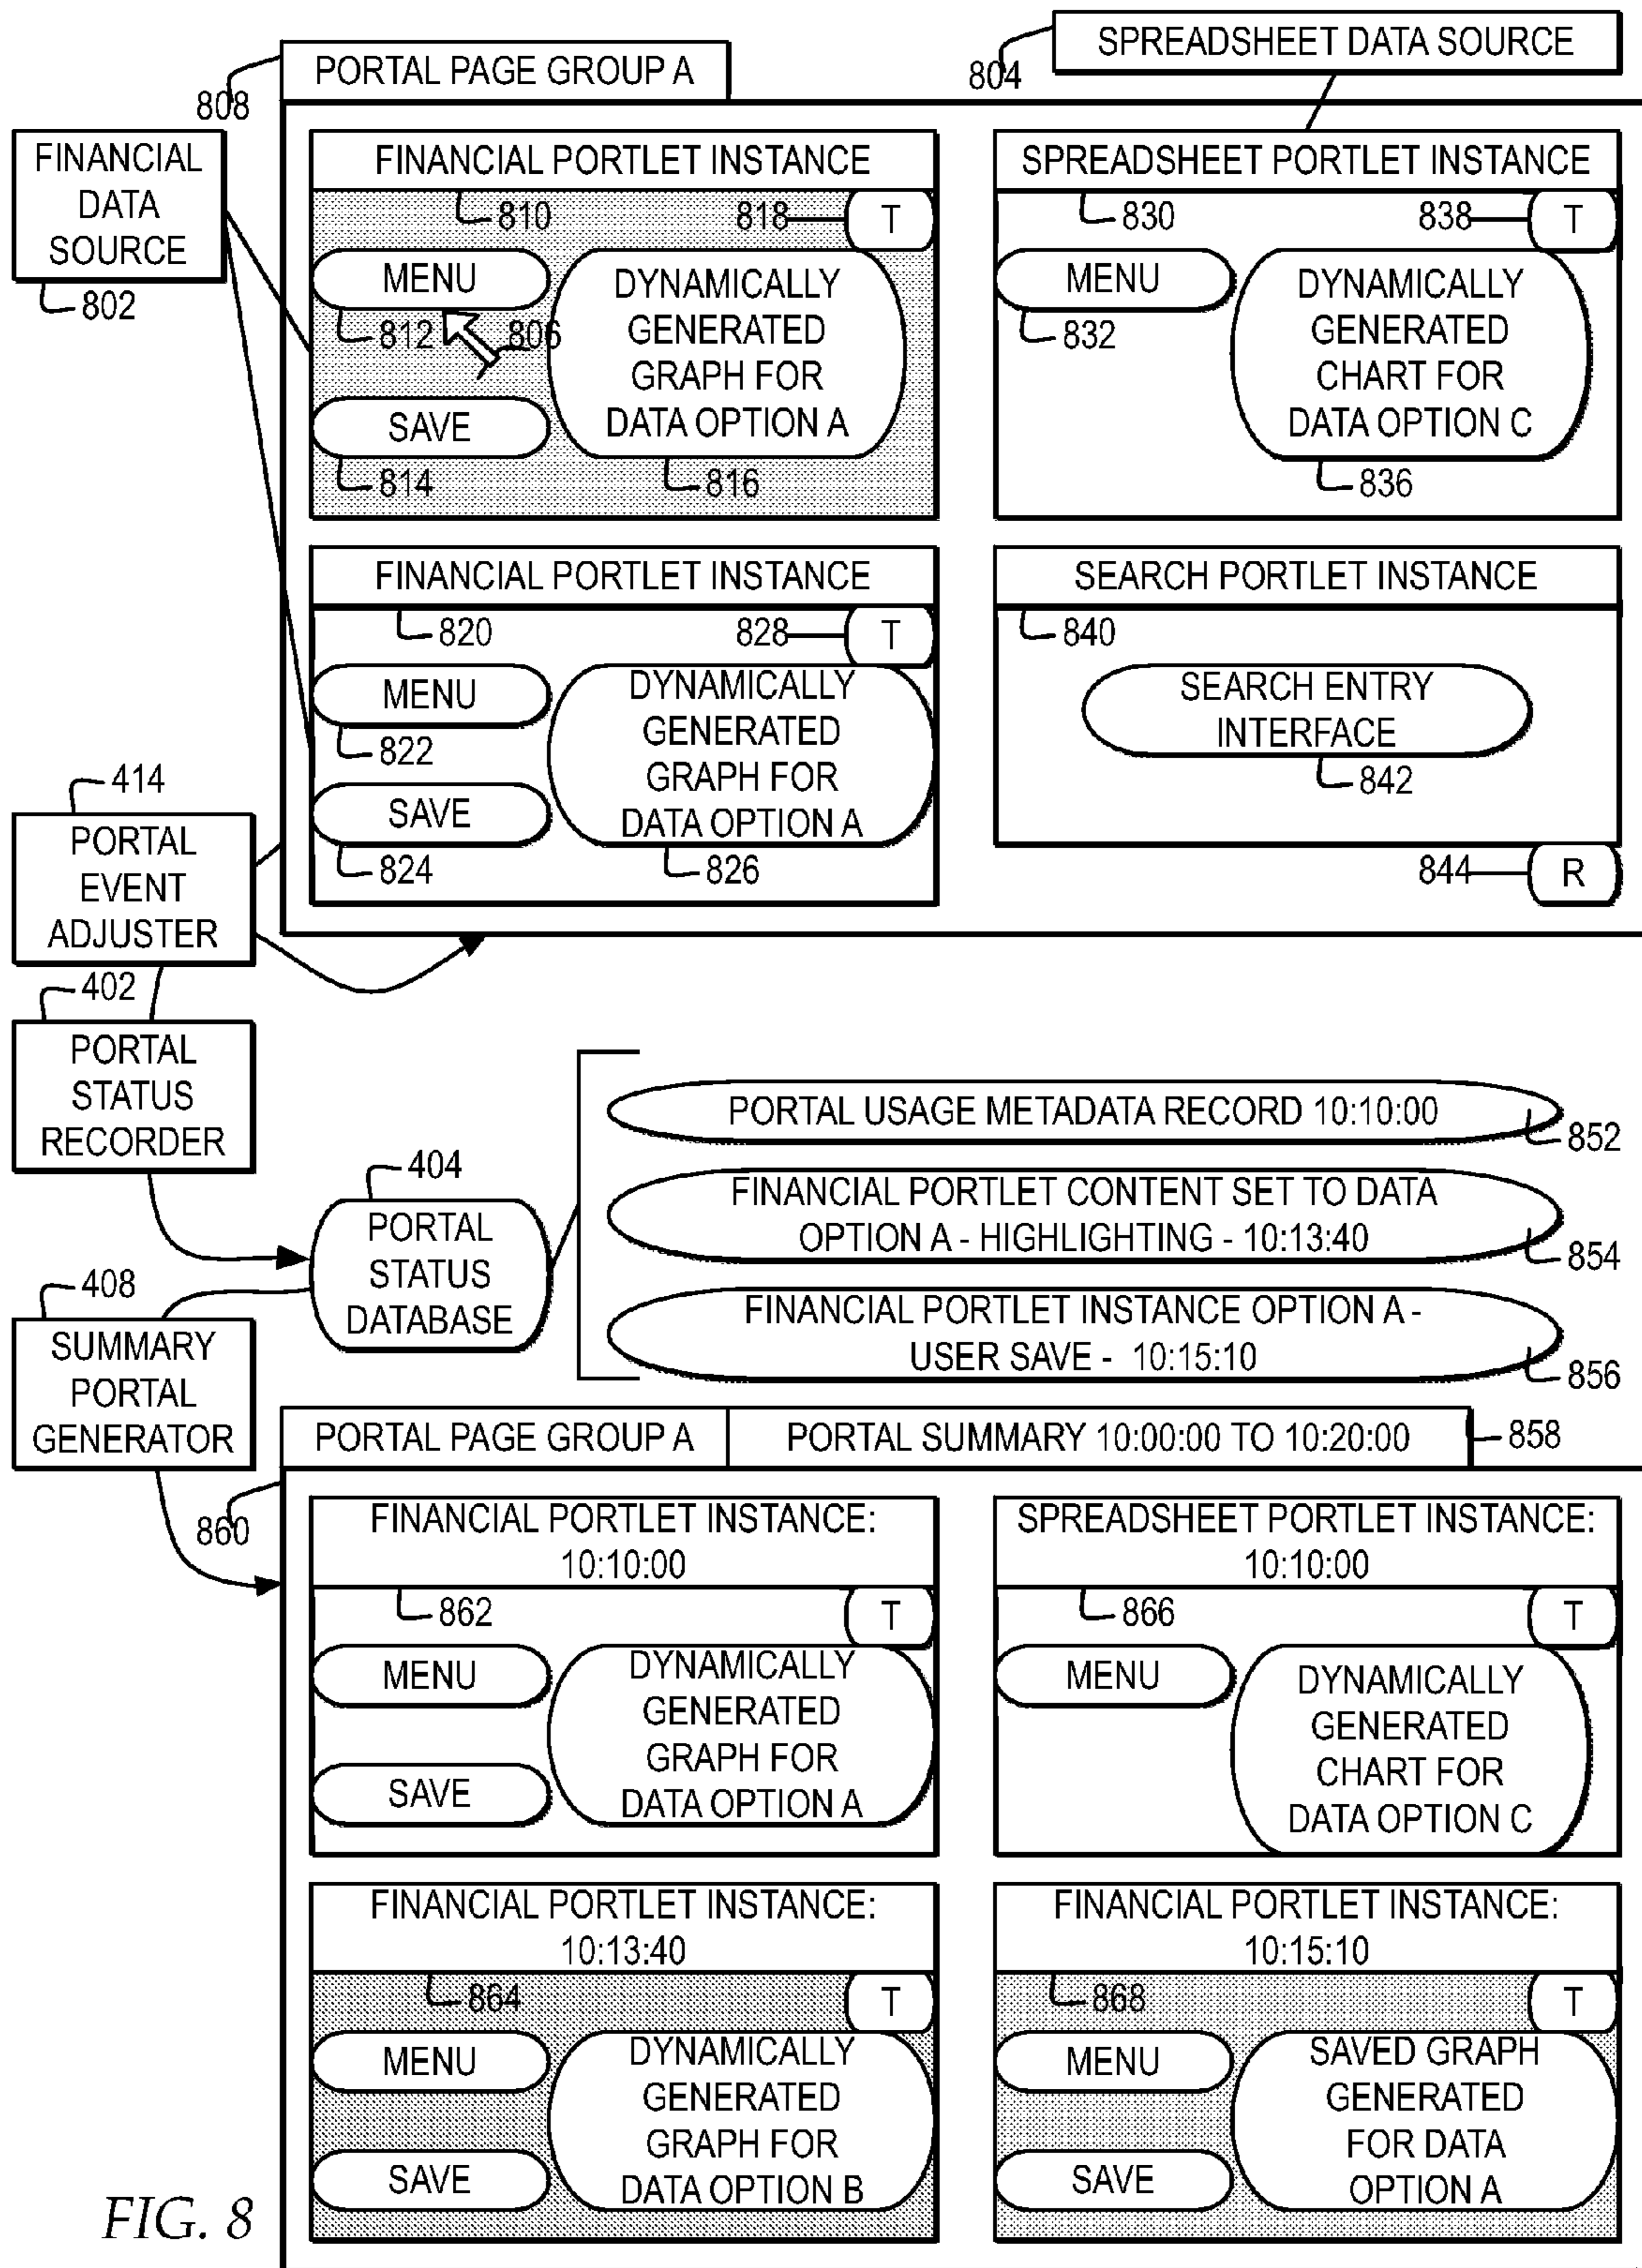 SPREADSHEET DATA SOURCE
804
PORTAL PAGE GROUP A
808
FINANCIAL
DATA
SOURCE
802
FINANCIAL PORTLET INSTANCE
810
818
T
MENU
812
806
SAVE
814
DYNAMICALLY
GENERATED
GRAPH FOR
DATA OPTION A
816
SPREADSHEET PORTLET INSTANCE
830
838
T
MENU
832
DYNAMICALLY
GENERATED
CHART FOR
DATA OPTION C
836
FINANCIAL PORTLET INSTANCE
820
828
T
MENU
822
SAVE
824
DYNAMICALLY
GENERATED
GRAPH FOR
DATA OPTION A
826
SEARCH PORTLET INSTANCE
840
SEARCH ENTRY
INTERFACE
842
844
R
414
PORTAL
EVENT
ADJUSTER
402
PORTAL
STATUS
RECORDER
404
PORTAL
STATUS
DATABASE
PORTAL USAGE METADATA RECORD 10:10:00
852
FINANCIAL PORTLET CONTENT SET TO DATA
OPTION A - HIGHLIGHTING - 10:13:40
854
FINANCIAL PORTLET INSTANCE OPTION A -
USER SAVE - 10:15:10
856
408
SUMMARY
PORTAL
GENERATOR
PORTAL PAGE GROUP A
PORTAL SUMMARY 10:00:00 TO 10:20:00
858
860
FINANCIAL PORTLET INSTANCE:
10:10:00
862
T
MENU
SAVE
DYNAMICALLY
GENERATED
GRAPH FOR
DATA OPTION A
SPREADSHEET PORTLET INSTANCE:
10:10:00
866
T
MENU
DYNAMICALLY
GENERATED
CHART FOR
DATA OPTION C
FINANCIAL PORTLET INSTANCE:
10:13:40
864
T
MENU
SAVE
DYNAMICALLY
GENERATED
GRAPH FOR
DATA OPTION B
FINANCIAL PORTLET INSTANCE:
10:15:10
868
T
MENU
SAVE
SAVED GRAPH
GENERATED
FOR DATA
OPTION A
FIG. 8